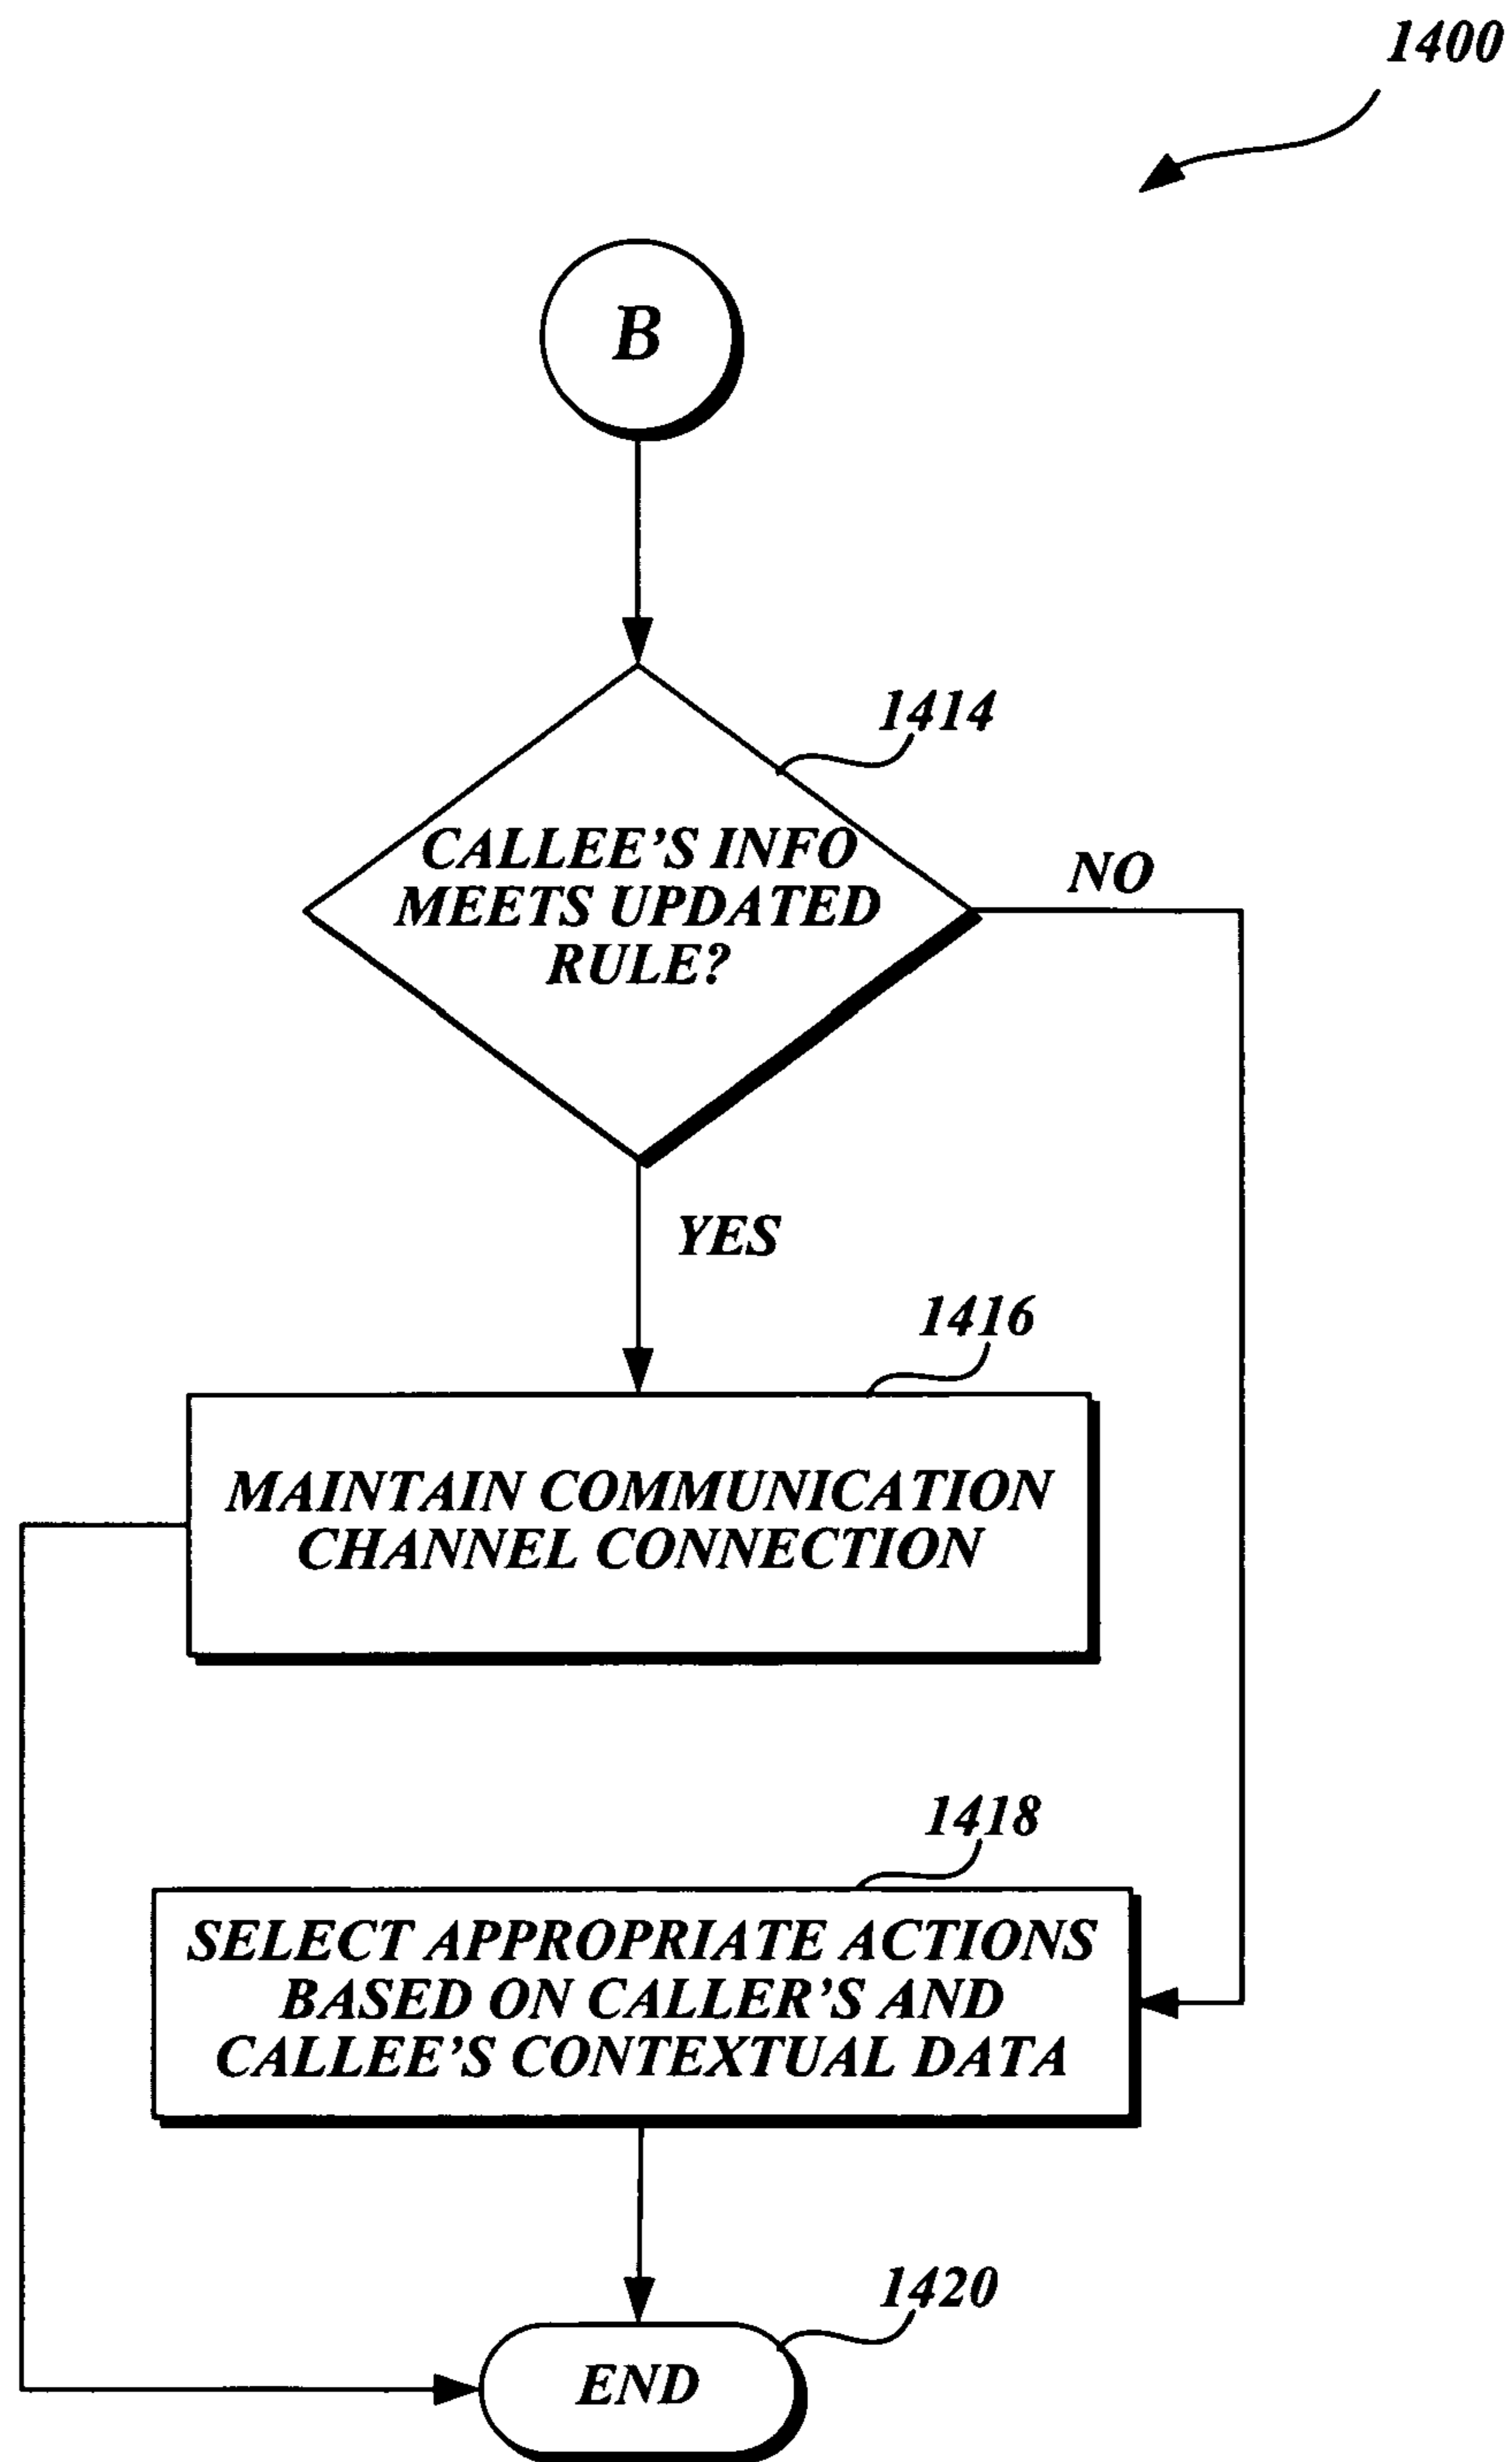 1400
B
1414
CALLEE'S INFO
MEETS UPDATED
RULE?
NO
YES
1416
MAINTAIN COMMUNICATION
CHANNEL CONNECTION
1418
SELECT APPROPRIATE ACTIONS
BASED ON CALLER'S AND
CALLEE'S CONTEXTUAL DATA
1420
END